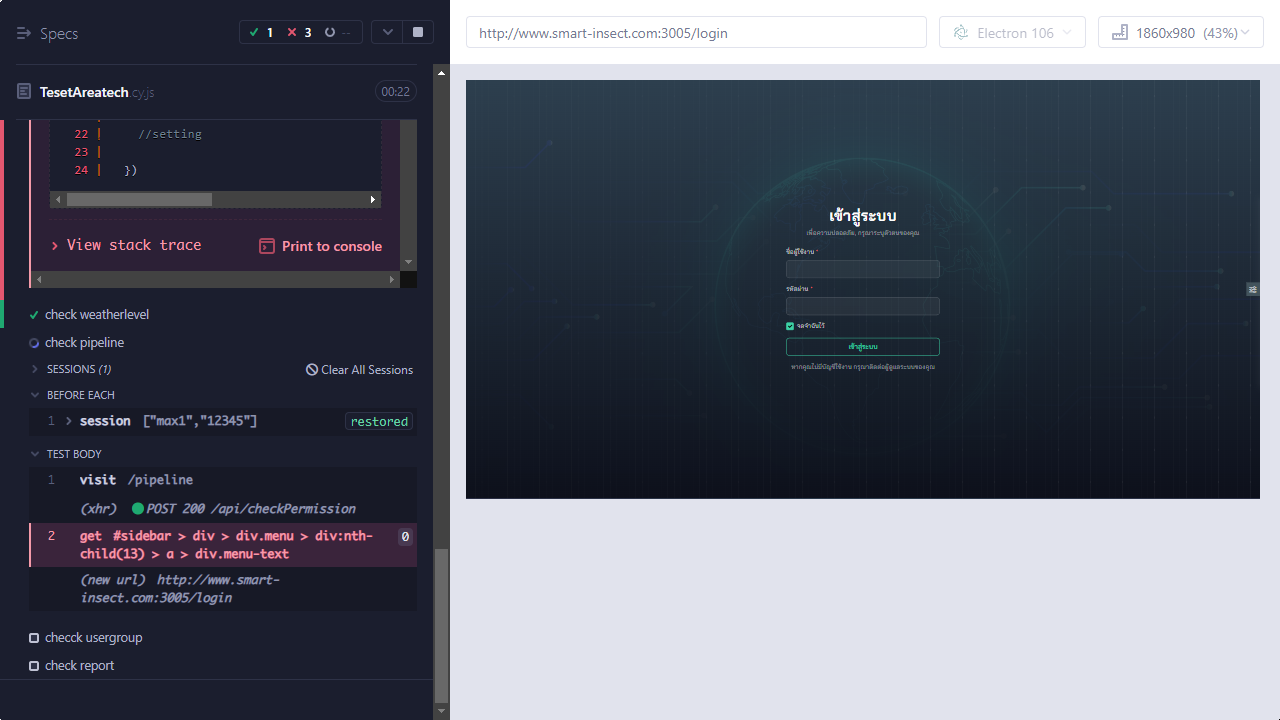 Specs
1
3
--
TesetAreatech.cy.js
00:22
22 | //setting
23 |
24 | })
View stack trace
Print to console
check weatherlevel
check pipeline
SESSIONS (1)
Clear All Sessions
BEFORE EACH
1 session ["max1","12345"] restored
TEST BODY
1 visit /pipeline
(xhr) POST 200 /api/checkPermission
2 get #sidebar > div > div.menu > div:nth- 0
child(13) > a > div.menu-text
(new url) http://www.smart-
insect.com:3005/login
checck usergroup
check report
http://www.smart-insect.com:3005/login
Electron 106
1860x980 (43%)
เข้าสู่ระบบ
เพื่อความปลอดภัย, กรุณาระบุตัวตนของคุณ
ชื่อผู้ใช้งาน *
รหัสผ่าน *
จดจำฉันไว้
เข้าสู่ระบบ
หากคุณไม่มีบัญชีใช้งาน กรุณาติดต่อผู้ดูแลระบบของคุณ